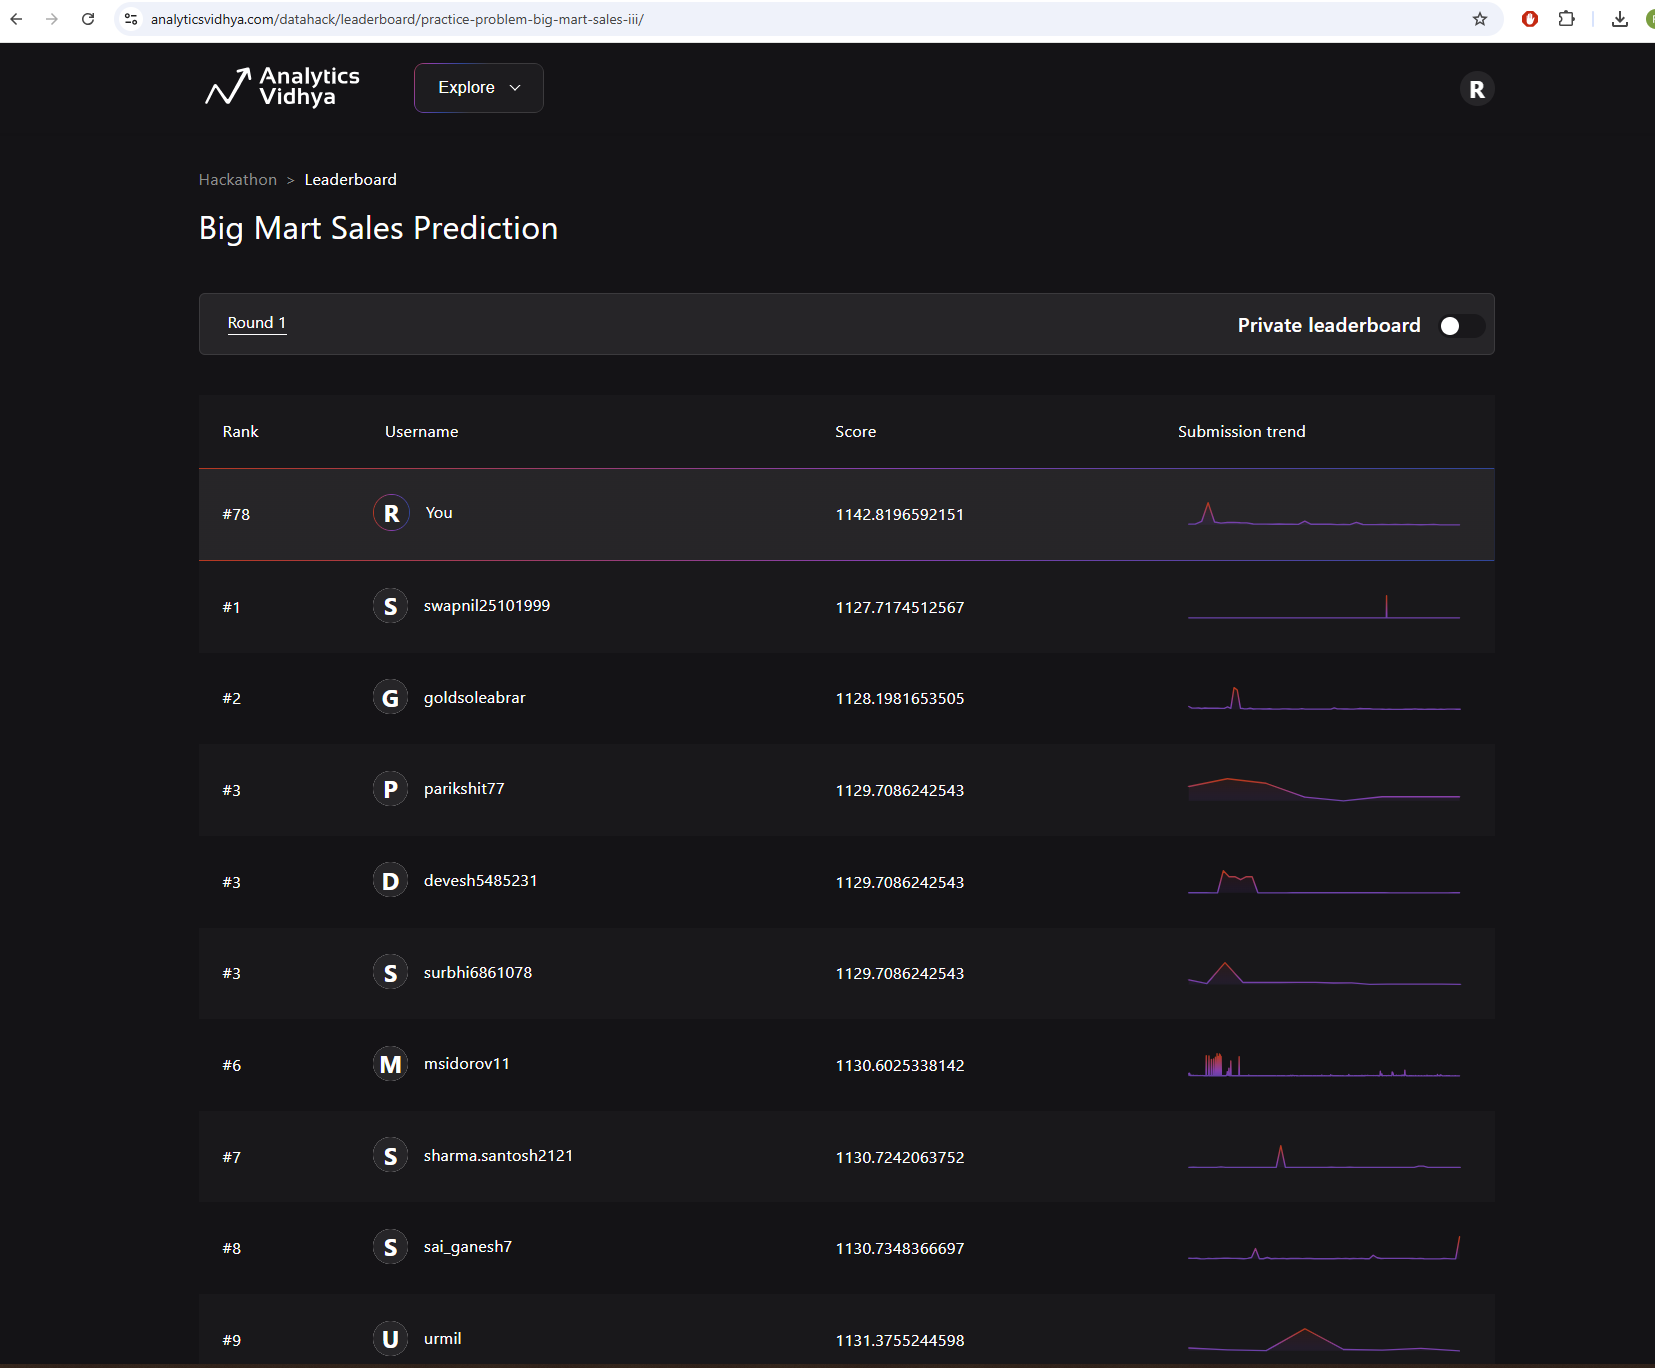 analyticsvidhya.com/datahack/leaderboard/practice-problem-big-mart-sales-iii/
Analytics
Vidhya
Explore
R
Hackathon > Leaderboard
Big Mart Sales Prediction
Round 1 Private leaderboard
Rank Username Score Submission trend
#78 R You 1142.8196592151
#1 S swapnil25101999 1127.7174512567
#2 G goldsoleabrar 1128.1981653505
#3 P parikshit77 1129.7086242543
#3 D devesh5485231 1129.7086242543
#3 S surbhi6861078 1129.7086242543
#6 M msidorov11 1130.6025338142
#7 S sharma.santosh2121 1130.7242063752
#8 S sai_ganesh7 1130.7348366697
#9 U urmil 1131.3755244598